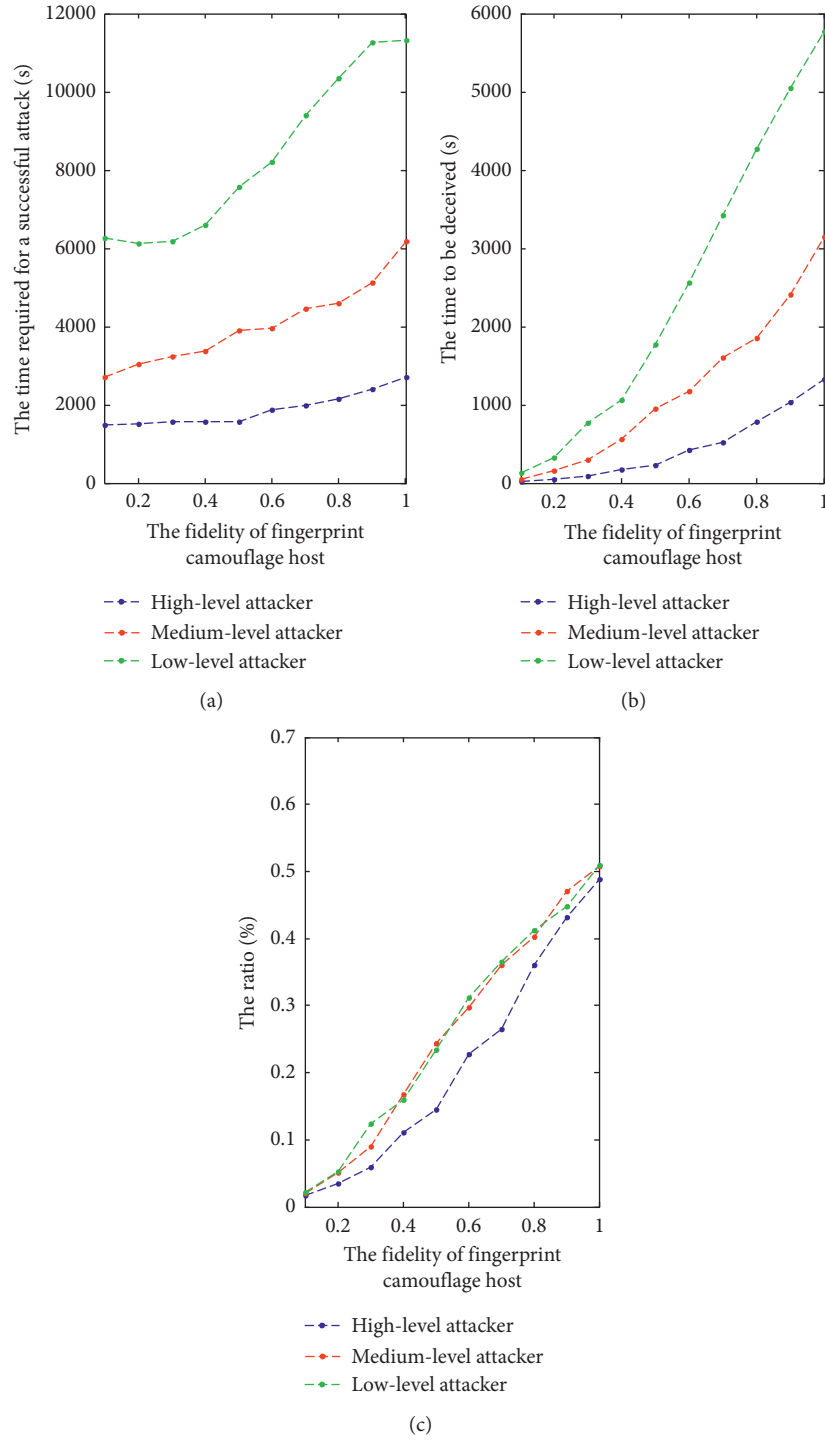 12000
10000
8000
6000
4000
2000
0
The time required for a successful attack (s)
0.2 0.4 0.6 0.8 1
The fidelity of fingerprint
camouflage host
High-level attacker
Medium-level attacker
Low-level attacker
(a)
6000
5000
4000
3000
2000
1000
0
The time to be deceived (s)
0.2 0.4 0.6 0.8 1
The fidelity of fingerprint
camouflage host
High-level attacker
Medium-level attacker
Low-level attacker
(b)
0.7
0.6
0.5
0.4
0.3
0.2
0.1
0
The ratio (%)
0.2 0.4 0.6 0.8 1
The fidelity of fingerprint
camouflage host
High-level attacker
Medium-level attacker
Low-level attacker
(c)